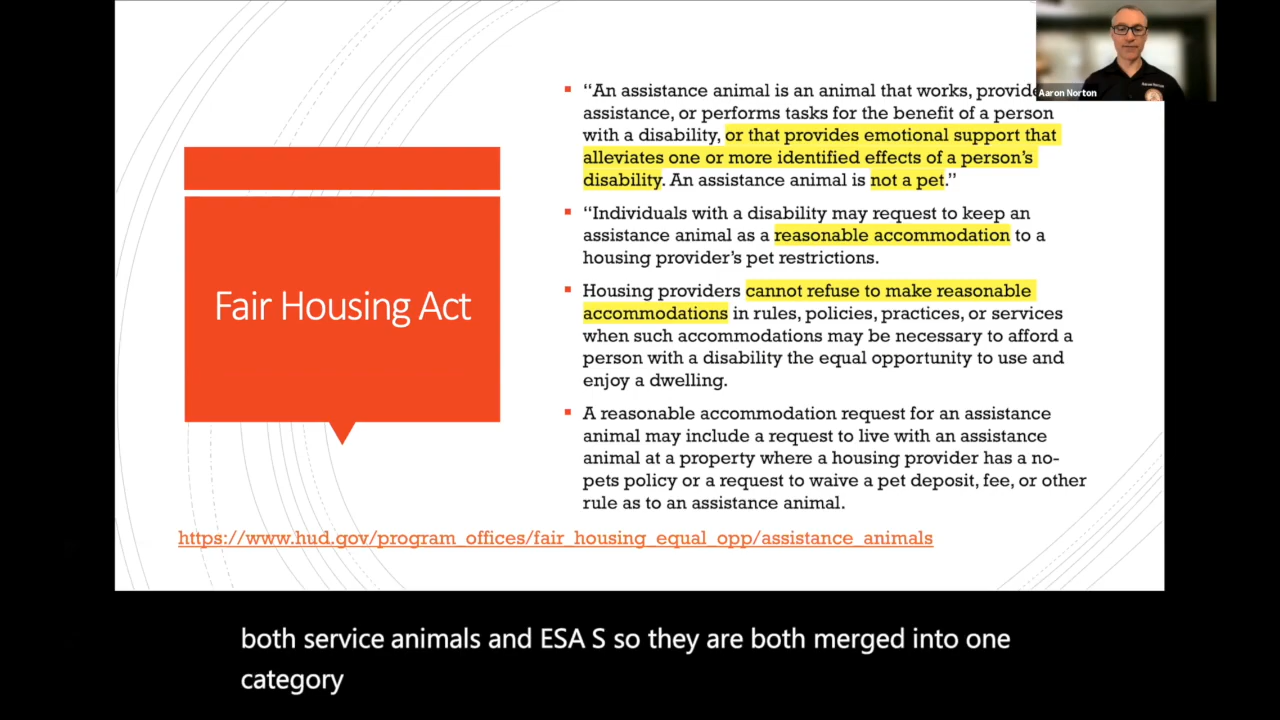 Aaron Norton
Fair Housing Act
▪ “An assistance animal is an animal that works, provide
assistance, or performs tasks for the benefit of a person
with a disability, or that provides emotional support that
alleviates one or more identified effects of a person’s
disability. An assistance animal is not a pet.”
▪ “Individuals with a disability may request to keep an
assistance animal as a reasonable accommodation to a
housing provider’s pet restrictions.
▪ Housing providers cannot refuse to make reasonable
accommodations in rules, policies, practices, or services
when such accommodations may be necessary to afford a
person with a disability the equal opportunity to use and
enjoy a dwelling.
▪ A reasonable accommodation request for an assistance
animal may include a request to live with an assistance
animal at a property where a housing provider has a no-
pets policy or a request to waive a pet deposit, fee, or other
rule as to an assistance animal.
https://www.hud.gov/program_offices/fair_housing_equal_opp/assistance_animals
both service animals and ESA S so they are both merged into one
category